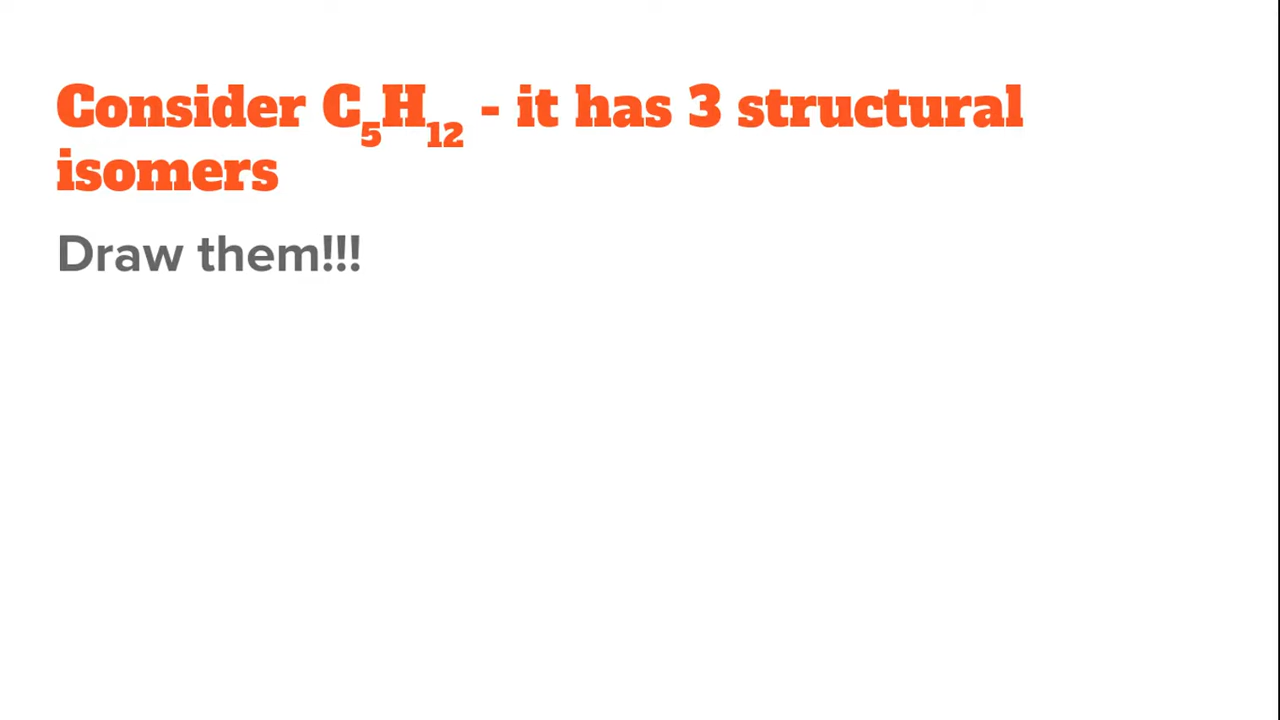 Consider C₅H₁₂ - it has 3 structural
isomers
Draw them!!!